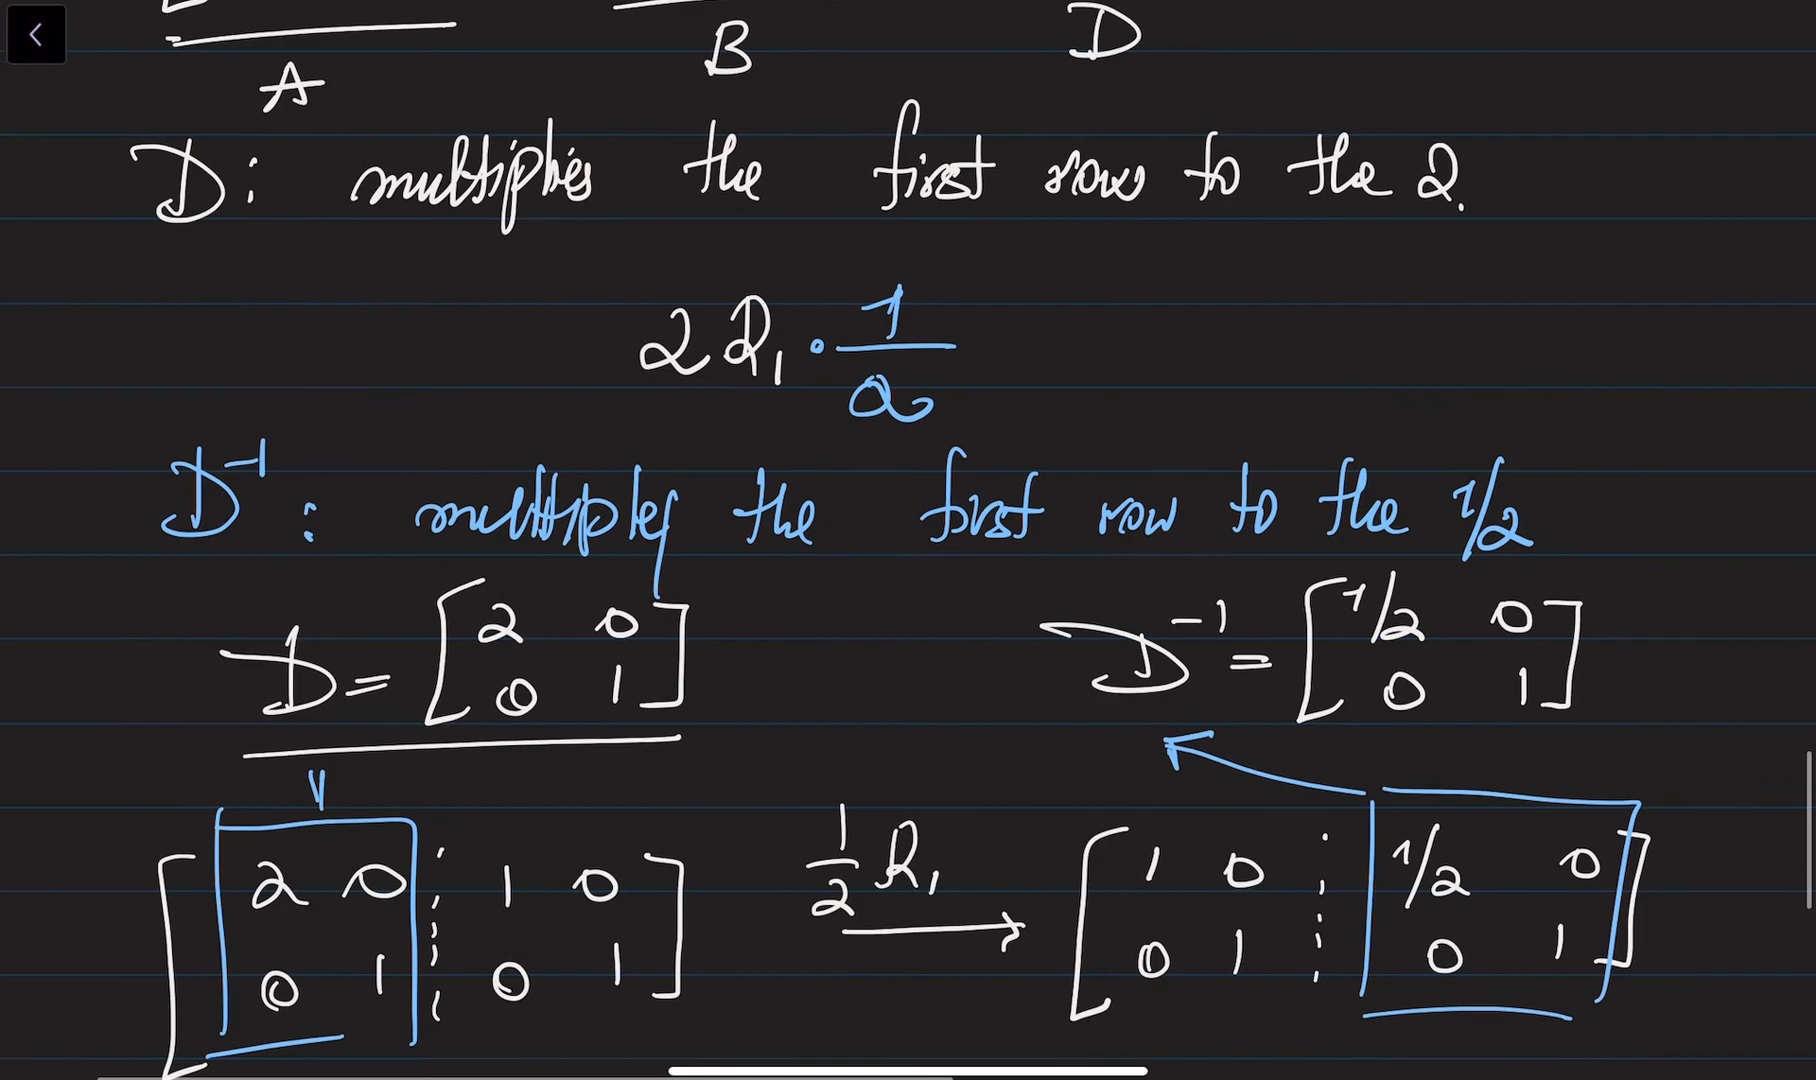 A B D
D: multiplies the first row to the 2.
2R₁ · 1/2
D⁻¹: multiples the first row to the 1/2
D = [2 0; 0 1] D⁻¹ = [1/2 0; 0 1]
[2 0 ⋮ 1 0; 0 1 ⋮ 0 1] 1/2 R₁ → [1 0 ⋮ 1/2 0; 0 1 ⋮ 0 1]